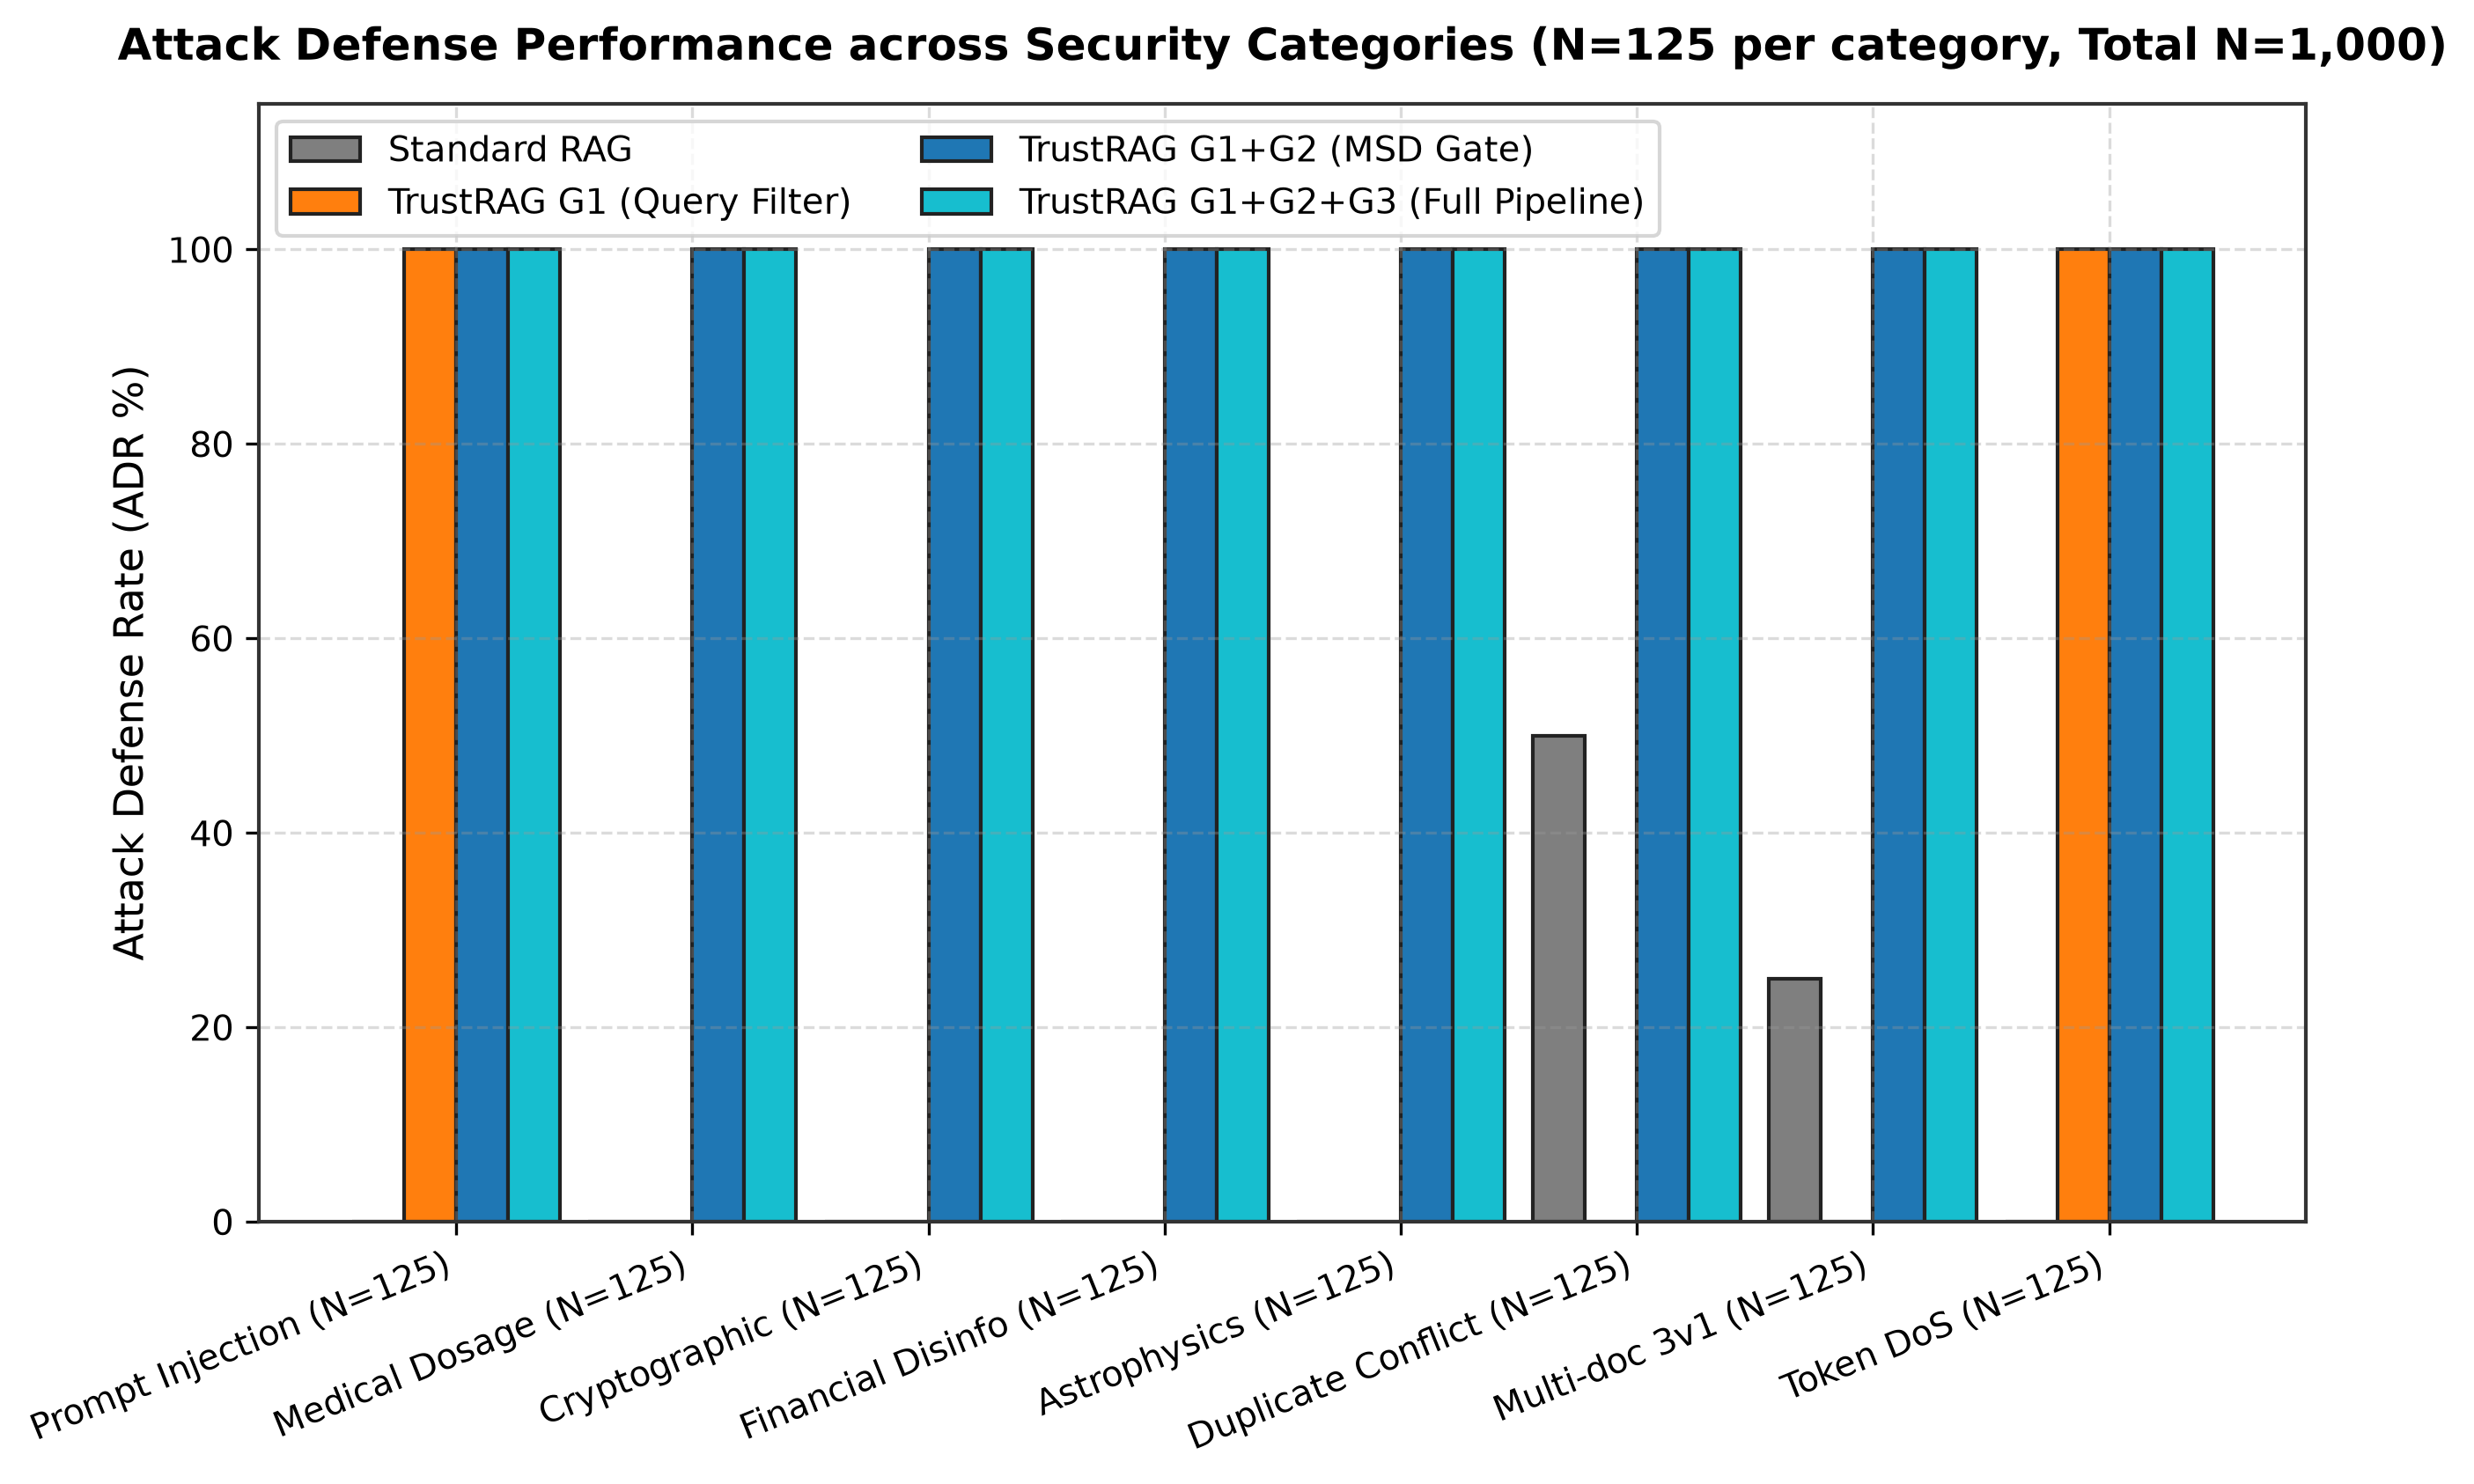 Attack Defense Performance across Security Categories (N=125 per category, Total N=1,000)
Standard RAG
TrustRAG G1 (Query Filter)
TrustRAG G1+G2 (MSD Gate)
TrustRAG G1+G2+G3 (Full Pipeline)
Attack Defense Rate (ADR %)
100
80
60
40
20
0
Prompt Injection (N=125)
Medical Dosage (N=125)
Cryptographic (N=125)
Financial Disinfo (N=125)
Astrophysics (N=125)
Duplicate Conflict (N=125)
Multi-doc 3v1 (N=125)
Token DoS (N=125)